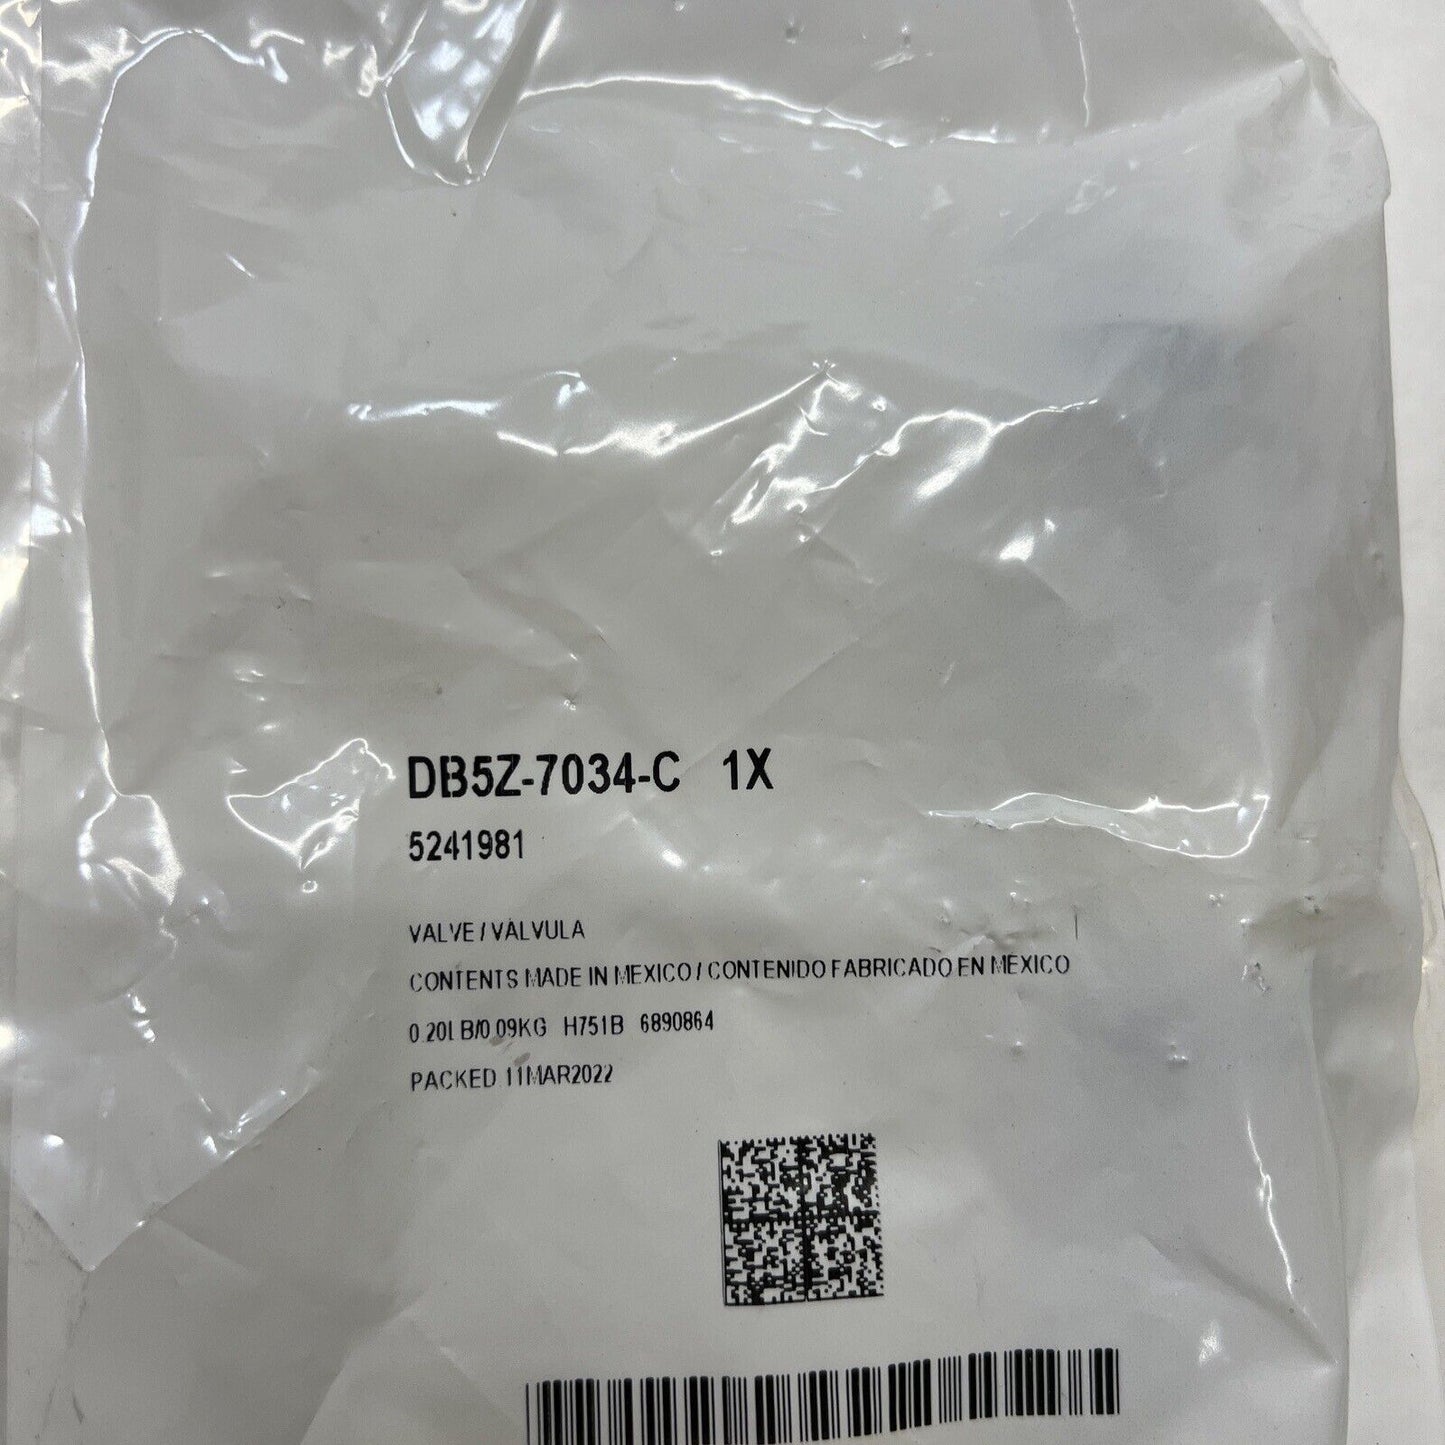 DB5Z-7034-C 1X
5241981
VALVE / VÁLVULA
CONTENTS MADE IN MEXICO / CONTENIDO FABRICADO EN MEXICO
0.20LB/0.09KG H751B 6890864
PACKED 11MAR2022